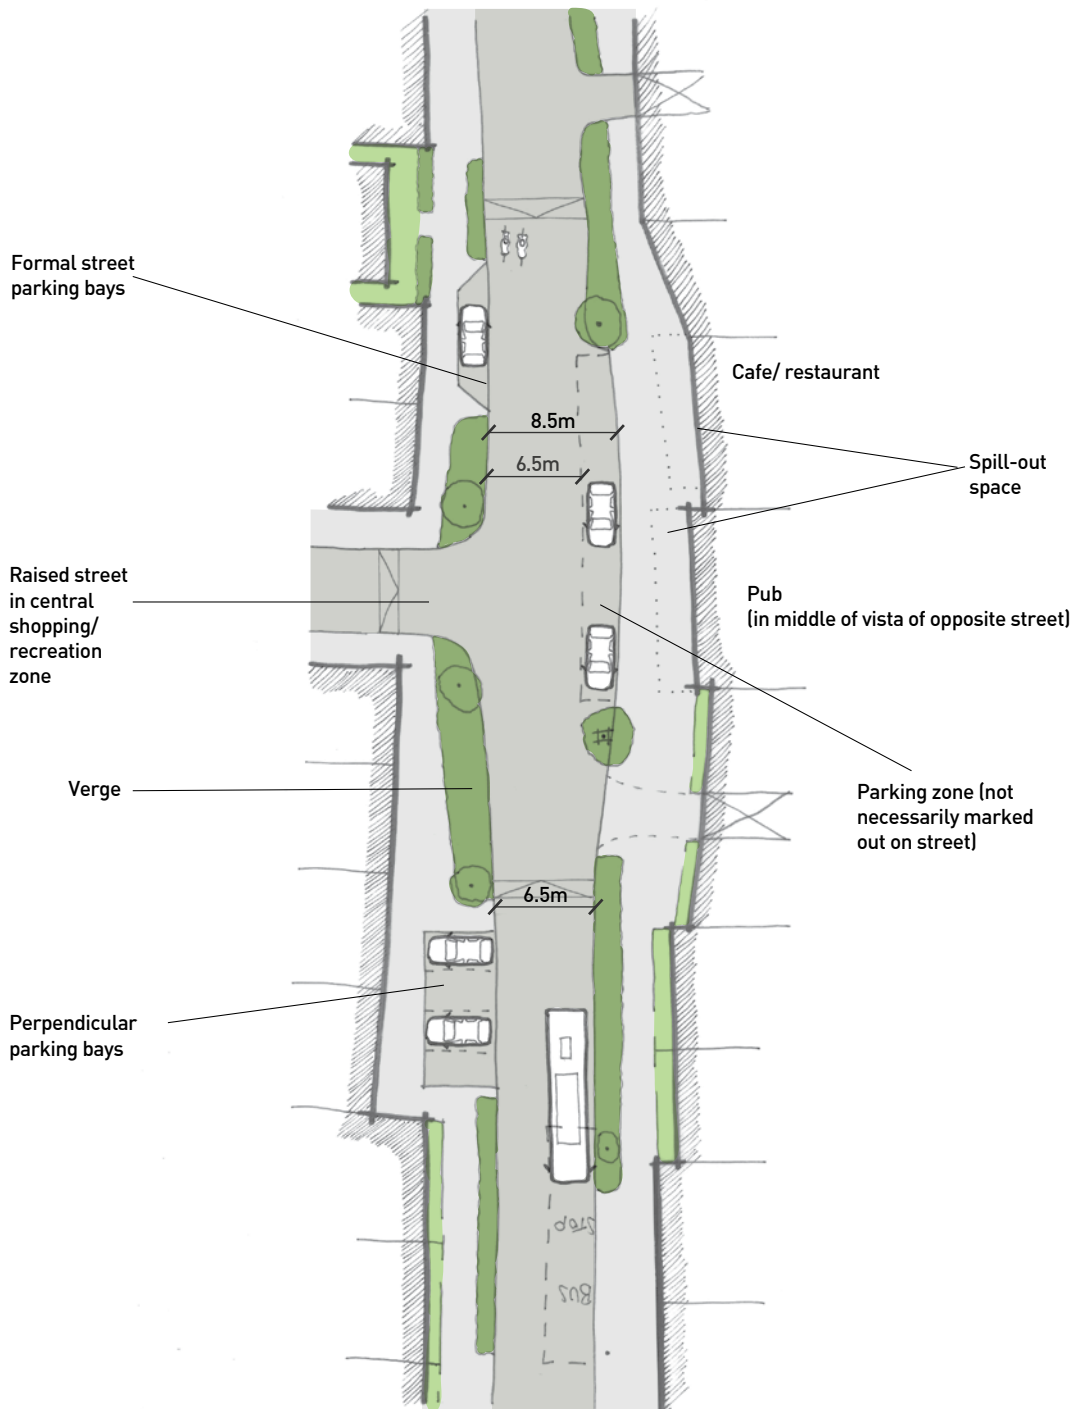 Formal street
parking bays
Cafe/ restaurant
8.5m
6.5m
Spill-out
space
Raised street
in central
shopping/
recreation
zone
Pub
(in middle of vista of opposite street)
Verge
Parking zone (not
necessarily marked
out on street)
6.5m
Perpendicular
parking bays
STOP
BUS